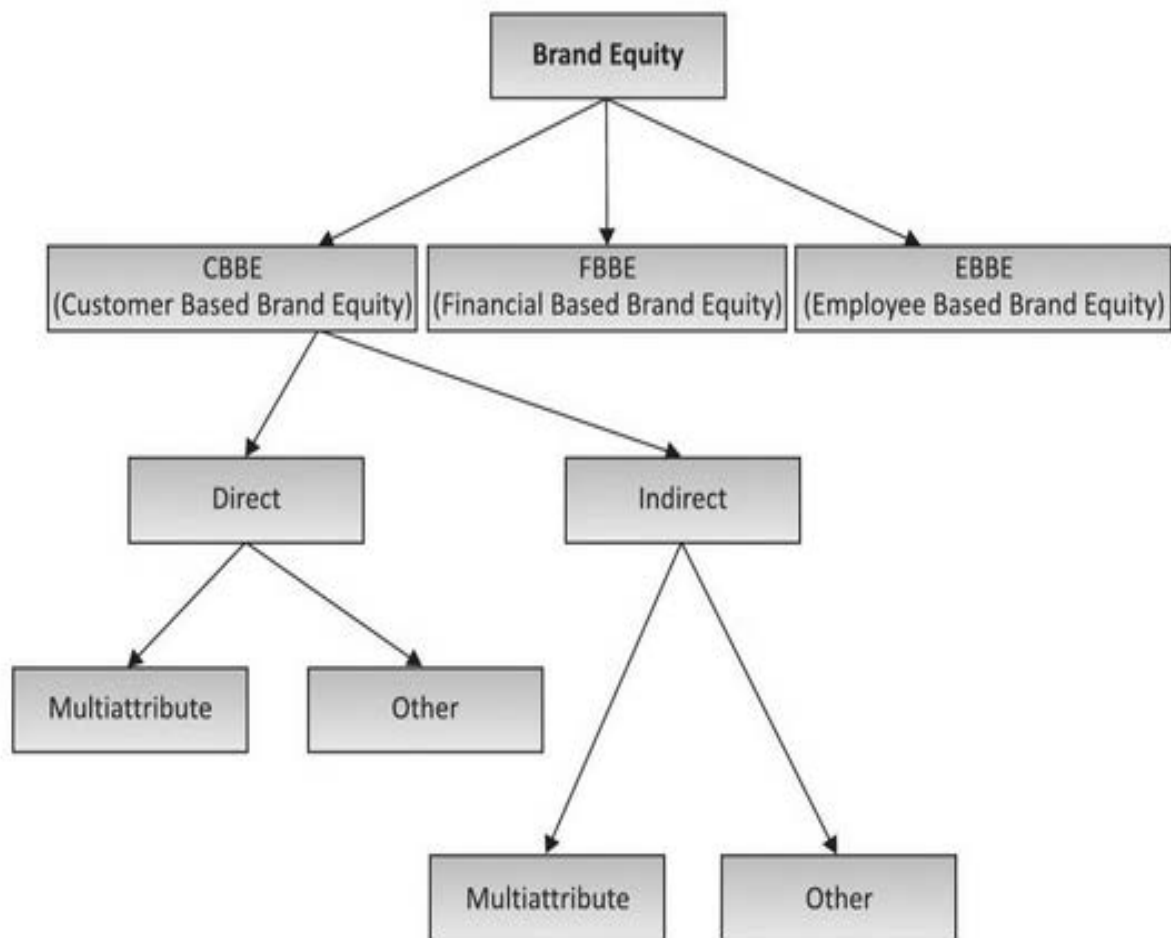 Brand Equity
CBBE
(Customer Based Brand Equity)
FBBE
(Financial Based Brand Equity)
EBBE
(Employee Based Brand Equity)
Direct
Indirect
Multiattribute
Other
Multiattribute
Other